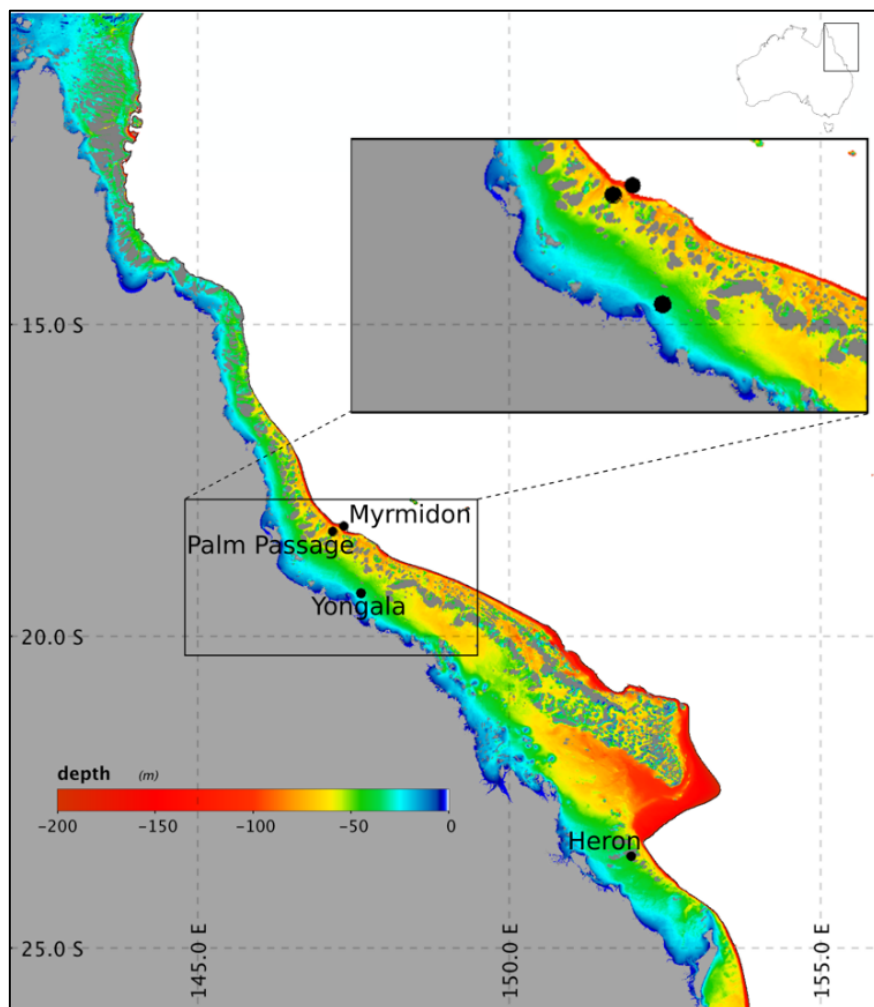 15.0 S
Myrmidon
Palm Passage
Yongala
20.0 S
depth (m)
−200 −150 −100 −50 0
Heron
25.0 S
145.0 E
150.0 E
155.0 E